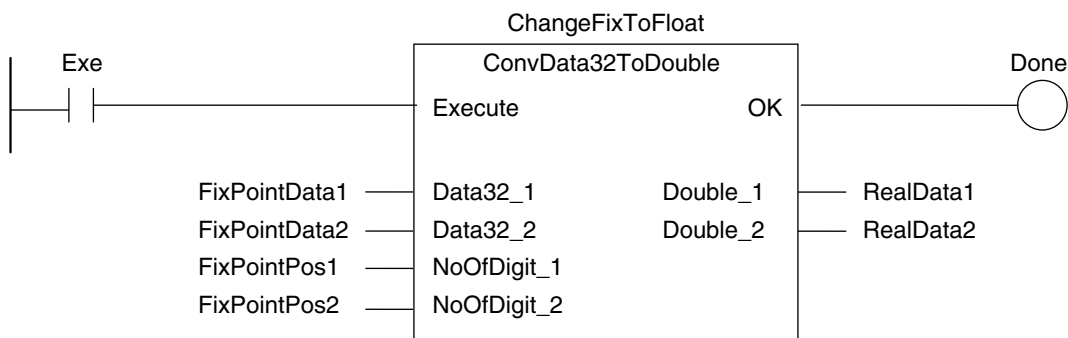 ChangeFixToFloat
Exe ConvData32ToDouble Done
Execute OK
FixPointData1 Data32_1 Double_1 RealData1
FixPointData2 Data32_2 Double_2 RealData2
FixPointPos1 NoOfDigit_1
FixPointPos2 NoOfDigit_2